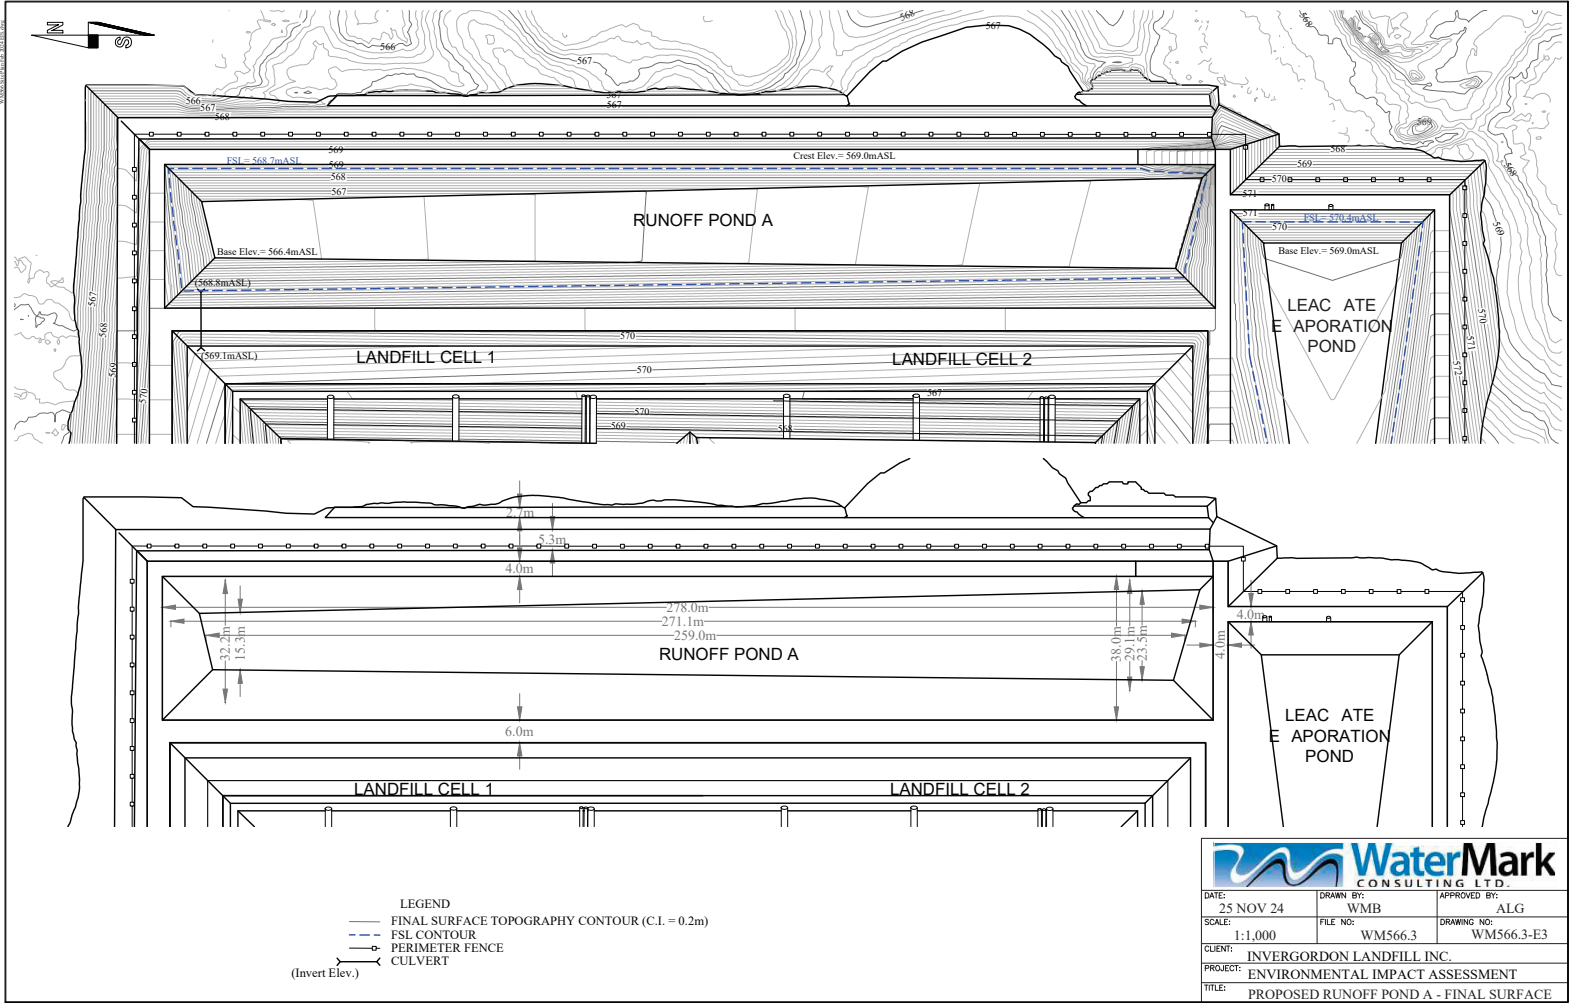 N
S
568
567
566
567
569
568
568
569
566
567
568
567
567
569
569
568
567
FSL= 568.7mASL
Crest Elev.= 569.0mASL
568
569
570
571
571
570
FSL= 570.4mASL
RUNOFF POND A
Base Elev.= 566.4mASL
Base Elev.= 569.0mASL
(568.8mASL)
(569.1mASL)
567
568
569
570
LEAC ATE
E APORATION
POND
570
571
572
570
LANDFILL CELL 1
LANDFILL CELL 2
570
567
570
569
568
2.7m
5.3m
4.0m
278.0m
271.1m
259.0m
32.2m
15.3m
38.0m
29.1m
23.5m
4.0m
4.0m
RUNOFF POND A
6.0m
LEAC ATE
E APORATION
POND
LANDFILL CELL 1
LANDFILL CELL 2
LEGEND
FINAL SURFACE TOPOGRAPHY CONTOUR (C.I. = 0.2m)
FSL CONTOUR
PERIMETER FENCE
CULVERT
(Invert Elev.)
WaterMark
CONSULTING LTD.
DATE: 25 NOV 24
DRAWN BY: WMB
APPROVED BY: ALG
SCALE: 1:1,000
FILE NO: WM566.3
DRAWING NO: WM566.3-E3
CLIENT: INVERGORDON LANDFILL INC.
PROJECT: ENVIRONMENTAL IMPACT ASSESSMENT
TITLE: PROPOSED RUNOFF POND A - FINAL SURFACE